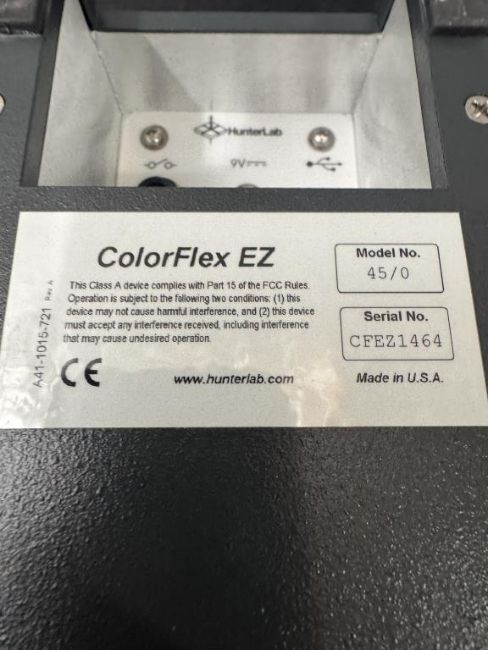 HunterLab
9V
ColorFlex EZ
This Class A device complies with Part 15 of the FCC Rules.
Operation is subject to the following two conditions: (1) this
device may not cause harmful interference, and (2) this device
must accept any interference received, including interference
that may cause undesired operation.
CE
www.hunterlab.com
A41-1015-721 Rev A
Model No.
45/0
Serial No.
CFEZ1464
Made in U.S.A.